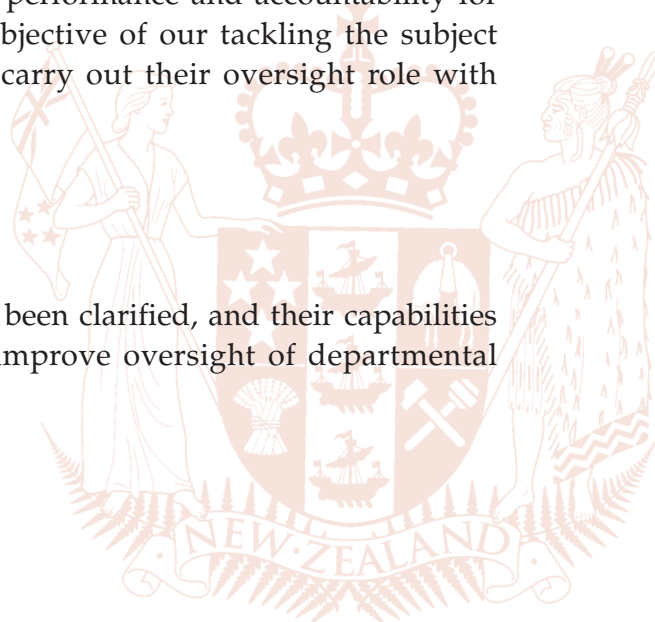 performance and accountability for
bjective of our tackling the subject
carry out their oversight role with
been clarified, and their capabilities
improve oversight of departmental
NEW·ZEALAND